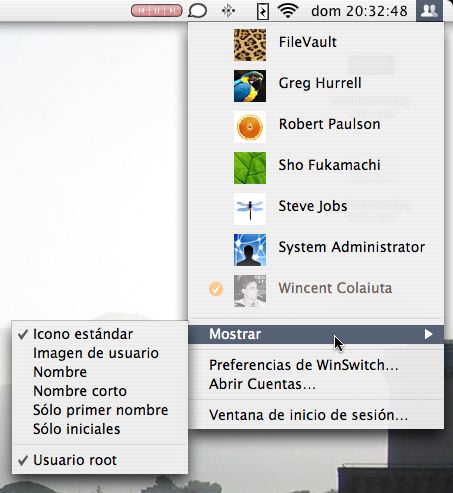 dom 20:32:48
FileVault
Greg Hurrell
Robert Paulson
Sho Fukamachi
Steve Jobs
System Administrator
Wincent Colaiuta
Mostrar
Preferencias de WinSwitch...
Abrir Cuentas...
Ventana de inicio de sesión...
Icono estándar
Imagen de usuario
Nombre
Nombre corto
Sólo primer nombre
Sólo iniciales
Usuario root